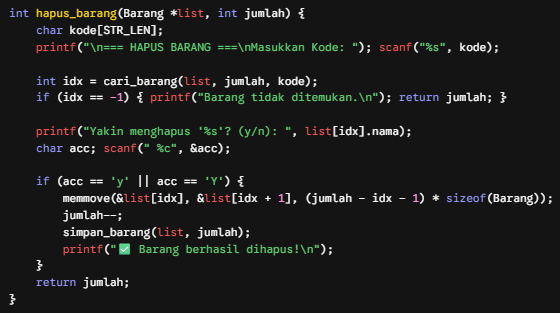 int hapus_barang(Barang *list, int jumlah) {
    char kode[STR_LEN];
    printf("\n=== HAPUS BARANG ===\nMasukkan Kode: "); scanf("%s", kode);

    int idx = cari_barang(list, jumlah, kode);
    if (idx == -1) { printf("Barang tidak ditemukan.\n"); return jumlah; }

    printf("Yakin menghapus '%s'? (y/n): ", list[idx].nama);
    char acc; scanf(" %c", &acc);

    if (acc == 'y' || acc == 'Y') {
        memmove(&list[idx], &list[idx + 1], (jumlah - idx - 1) * sizeof(Barang));
        jumlah--;
        simpan_barang(list, jumlah);
        printf("✅ Barang berhasil dihapus!\n");
    }
    return jumlah;
}